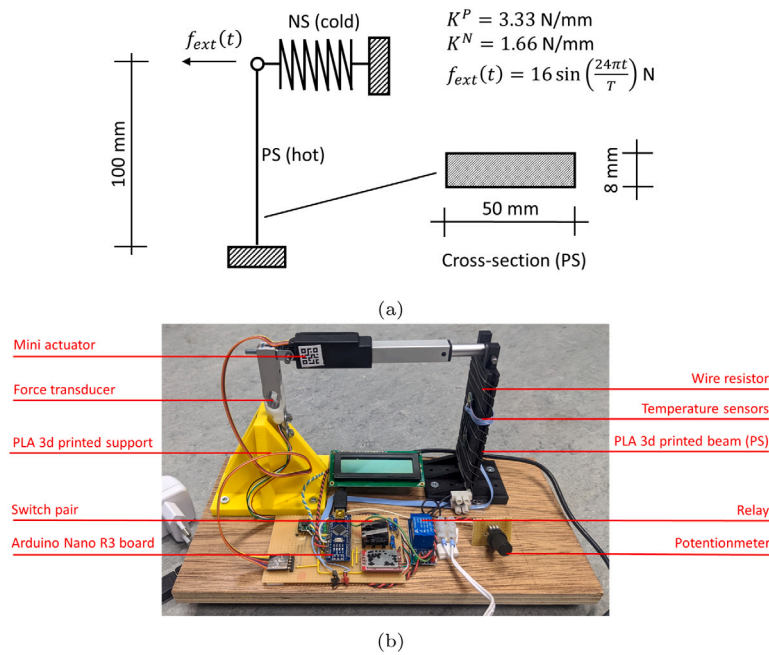 NS (cold)
f_ext(t)
K^P = 3.33 N/mm
K^N = 1.66 N/mm
f_ext(t) = 16 sin (24πt/T) N
100 mm
PS (hot)
8 mm
50 mm
Cross-section (PS)
(a)
Mini actuator
Force transducer
PLA 3d printed support
Switch pair
Arduino Nano R3 board
Wire resistor
Temperature sensors
PLA 3d printed beam (PS)
Relay
Potentionmeter
(b)